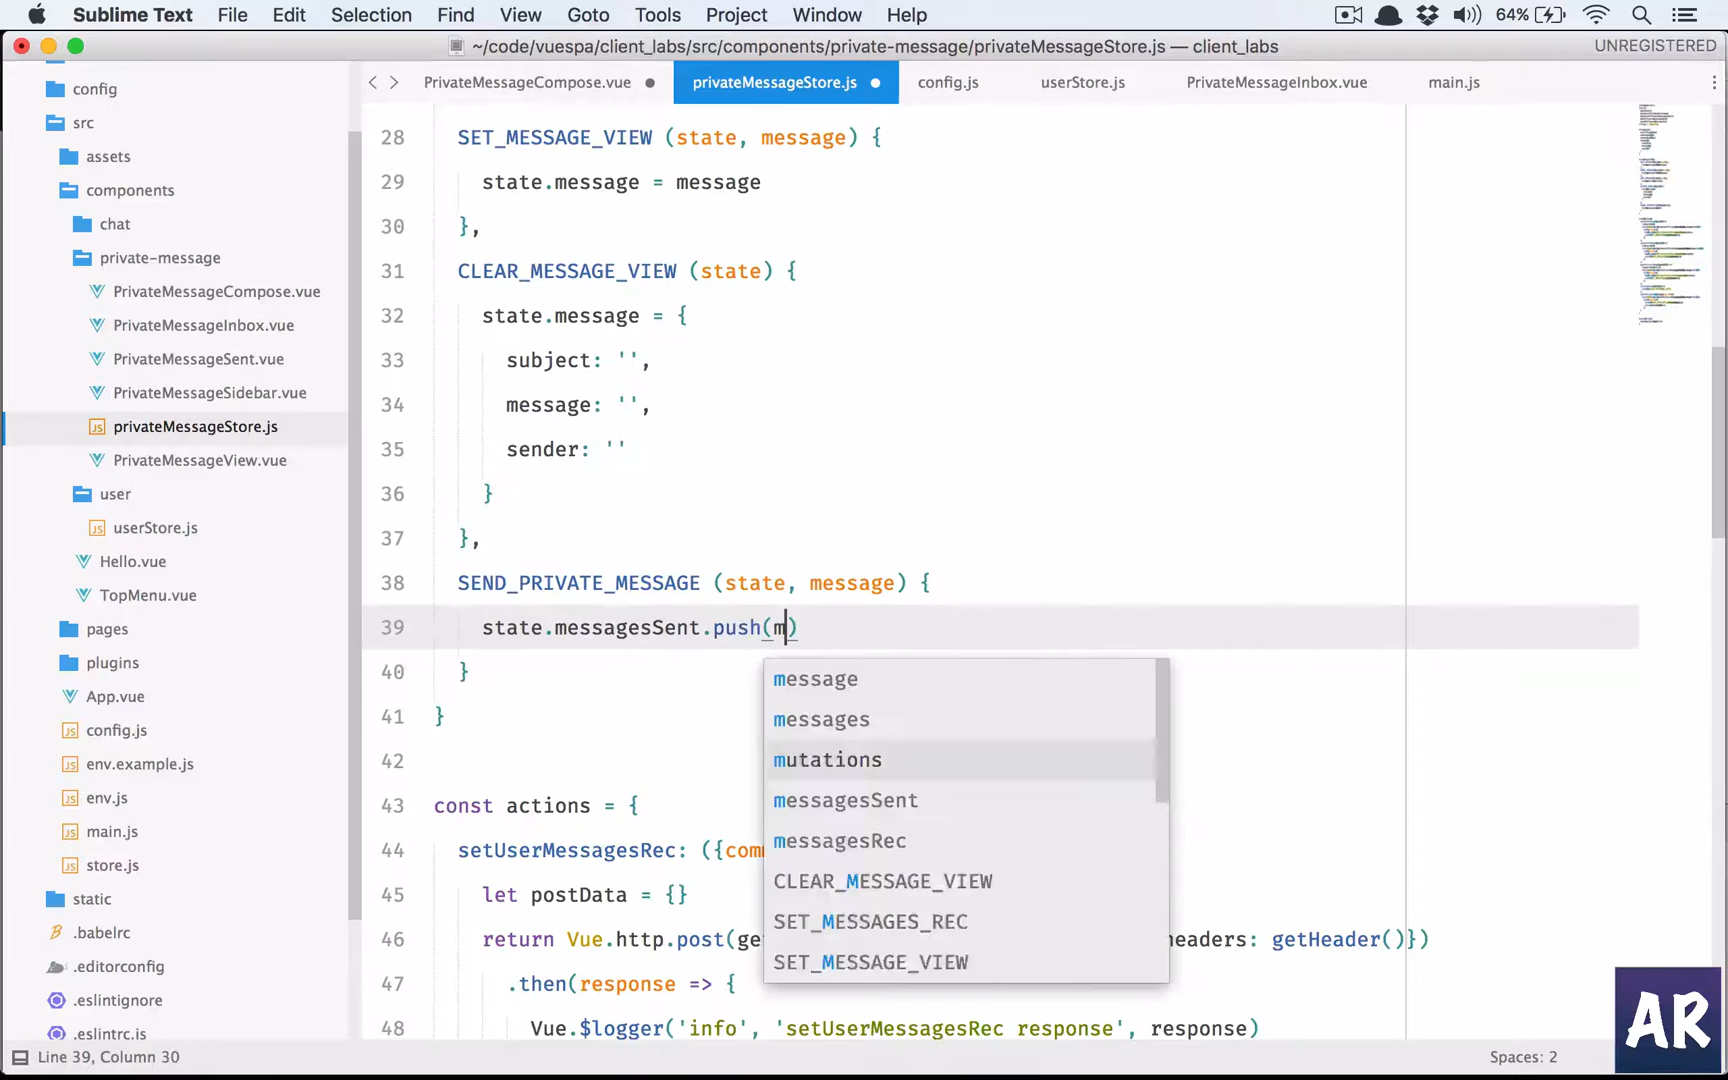 Sublime Text File Edit Selection Find View Goto Tools Project Window Help 64%
~/code/vuespa/client_labs/src/components/private-message/privateMessageStore.js — client_labs UNREGISTERED
PrivateMessageCompose.vue privateMessageStore.js config.js userStore.js PrivateMessageInbox.vue main.js
config
src
assets
components
chat
private-message
PrivateMessageCompose.vue
PrivateMessageInbox.vue
PrivateMessageSent.vue
PrivateMessageSidebar.vue
privateMessageStore.js
PrivateMessageView.vue
user
userStore.js
Hello.vue
TopMenu.vue
pages
plugins
App.vue
config.js
env.example.js
env.js
main.js
store.js
static
.babelrc
.editorconfig
.eslintignore
.eslintrc.js
28 SET_MESSAGE_VIEW (state, message) {
29 state.message = message
30 },
31 CLEAR_MESSAGE_VIEW (state) {
32 state.message = {
33 subject: '',
34 message: '',
35 sender: ''
36 }
37 },
38 SEND_PRIVATE_MESSAGE (state, message) {
39 state.messagesSent.push(m)
40 }
41 }
42
43 const actions = {
44 setUserMessagesRec: ({com
45 let postData = {}
46 return Vue.http.post(ge headers: getHeader()})
47 .then(response => {
48 Vue.$logger('info', 'setUserMessagesRec response', response)
message
messages
mutations
messagesSent
messagesRec
CLEAR_MESSAGE_VIEW
SET_MESSAGES_REC
SET_MESSAGE_VIEW
Line 39, Column 30 Spaces: 2
AR